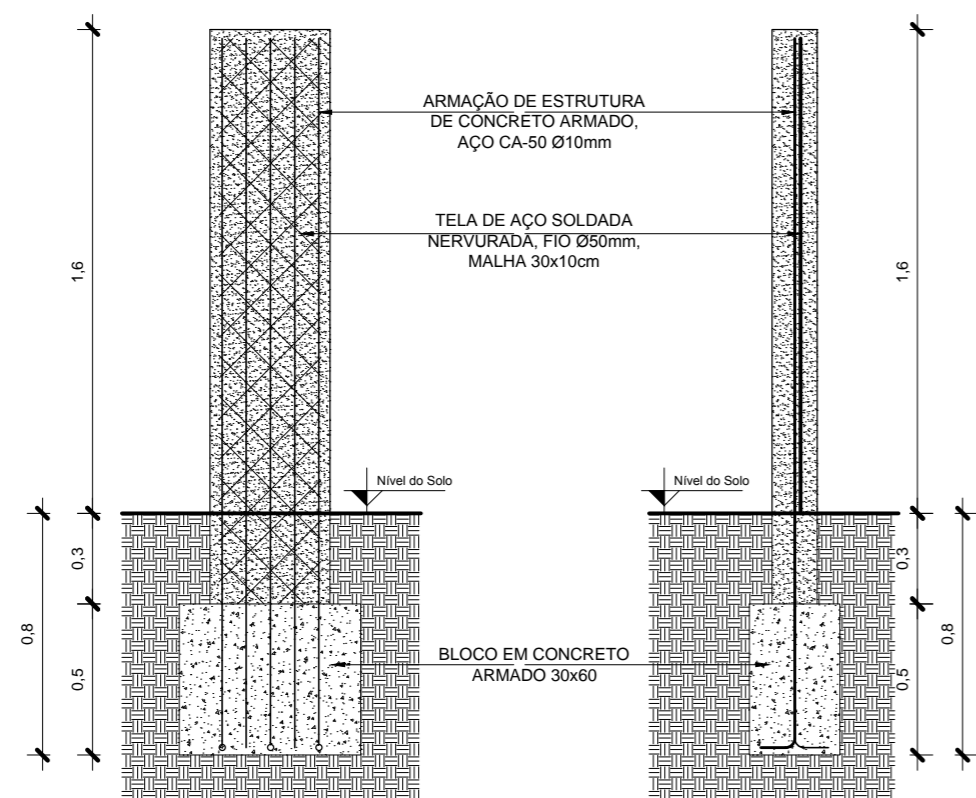 ARMAÇÃO DE ESTRUTURA
DE CONCRETO ARMADO,
AÇO CA-50 Ø10mm
TELA DE AÇO SOLDADA
NERVURADA, FIO Ø50mm,
MALHA 30x10cm
1,6
1,6
Nível do Solo
Nível do Solo
0,3
0,3
0,8
0,8
BLOCO EM CONCRETO
ARMADO 30x60
0,5
0,5